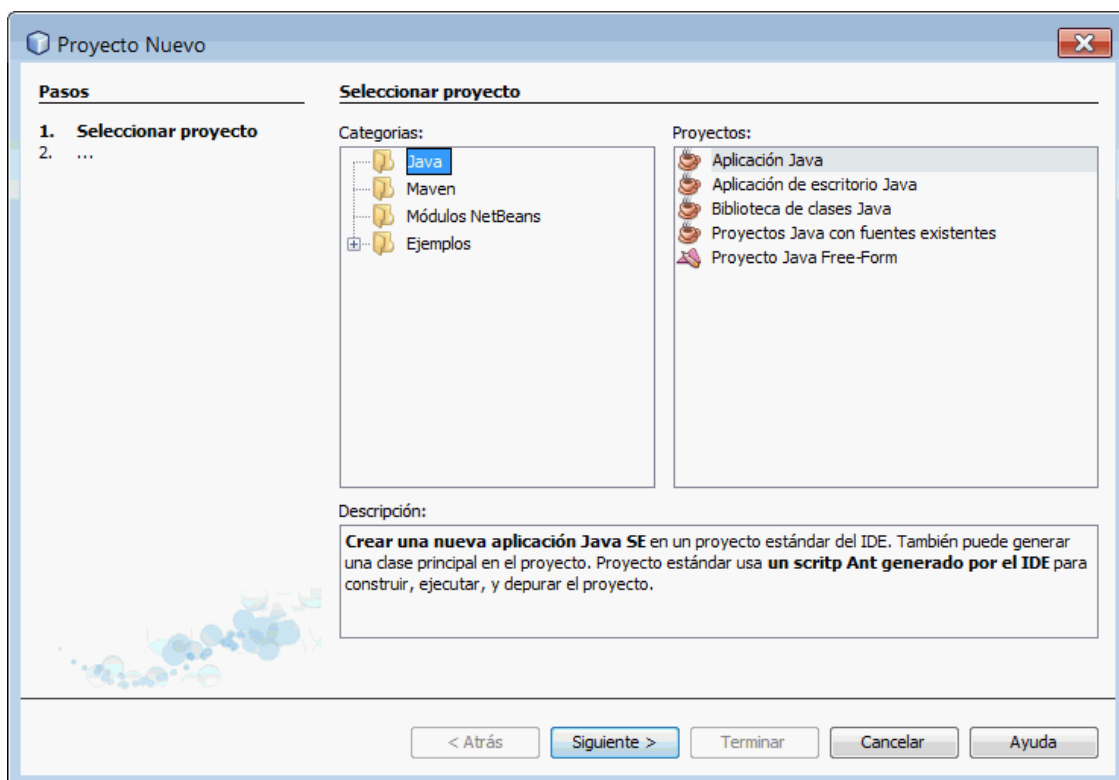 Proyecto Nuevo
Pasos
1. Seleccionar proyecto
2. ...
Seleccionar proyecto
Categorias:
Java
Maven
Módulos NetBeans
Ejemplos
Proyectos:
Aplicación Java
Aplicación de escritorio Java
Biblioteca de clases Java
Proyectos Java con fuentes existentes
Proyecto Java Free-Form
Descripción:
Crear una nueva aplicación Java SE en un proyecto estándar del IDE. También puede generar
una clase principal en el proyecto. Proyecto estándar usa un scritp Ant generado por el IDE para
construir, ejecutar, y depurar el proyecto.
< Atrás
Siguiente >
Terminar
Cancelar
Ayuda